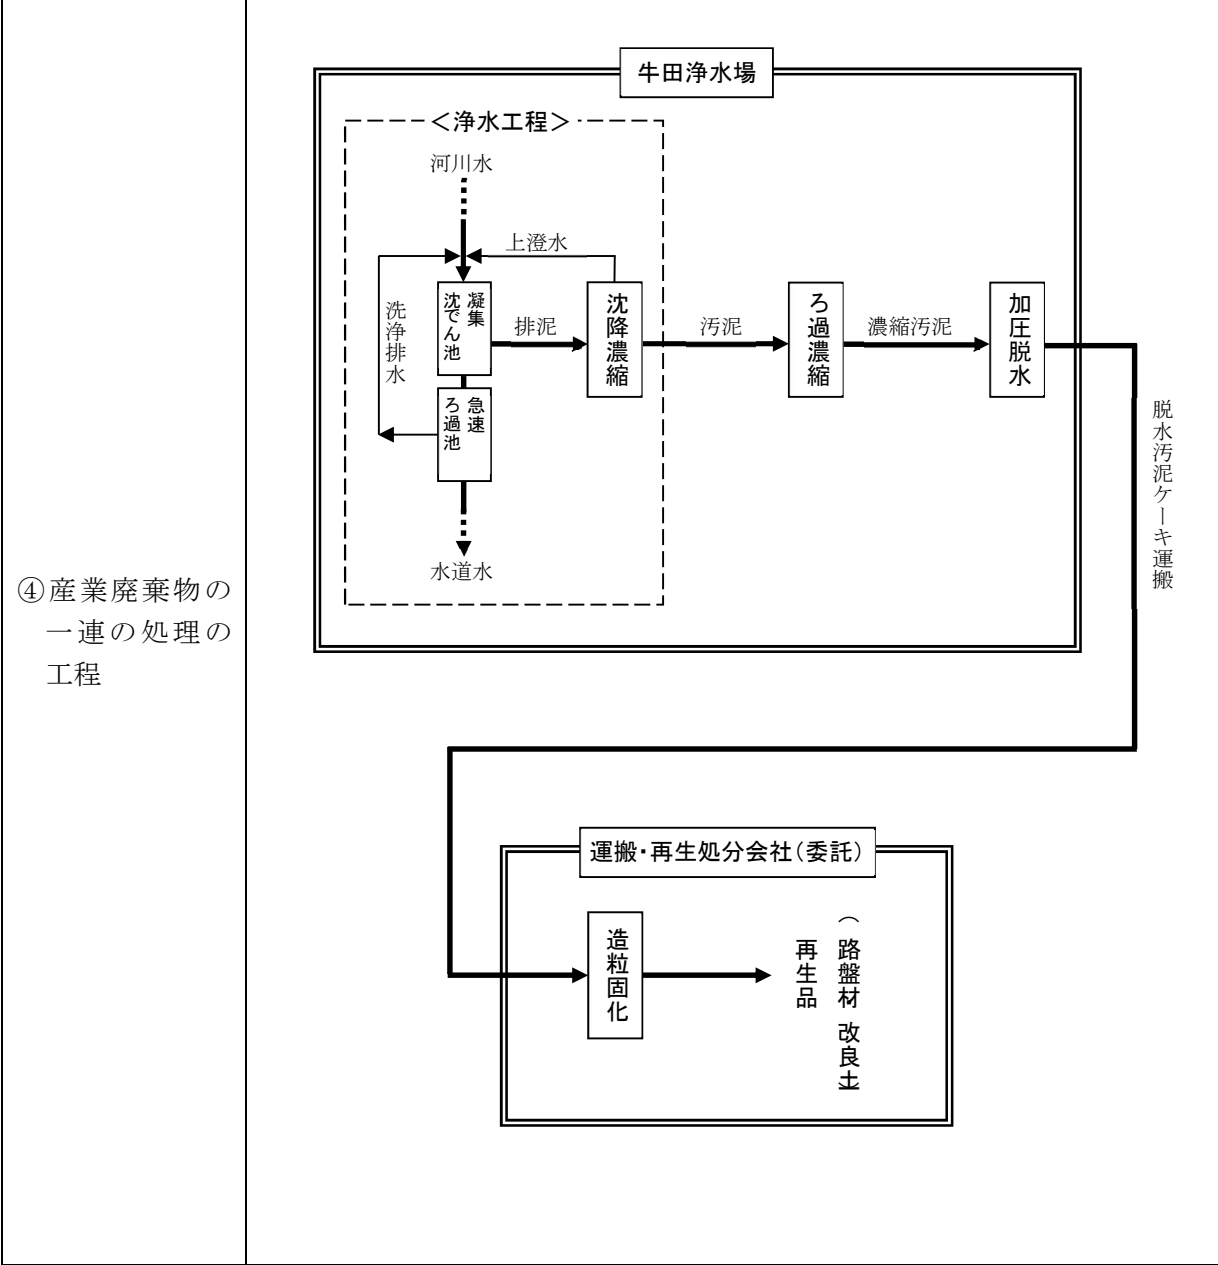 ④産業廃棄物の
一連の処理の
工程
牛田浄水場
＜浄水工程＞
河川水
上澄水
洗浄排水
凝集
沈でん池
排泥
沈降濃縮
汚泥
ろ過濃縮
濃縮汚泥
加圧脱水
急速
ろ過池
水道水
脱水汚泥ケーキ運搬
運搬・再生処分会社（委託）
造粒固化
再生品
（路盤材 改良土）